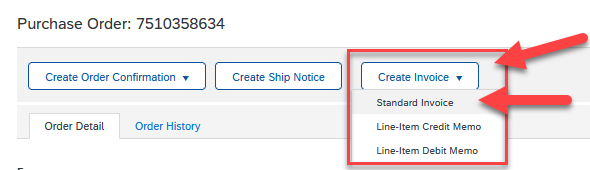 Purchase Order: 7510358634
Create Order Confirmation Create Ship Notice Create Invoice
Standard Invoice
Line-Item Credit Memo
Line-Item Debit Memo
Order Detail Order History